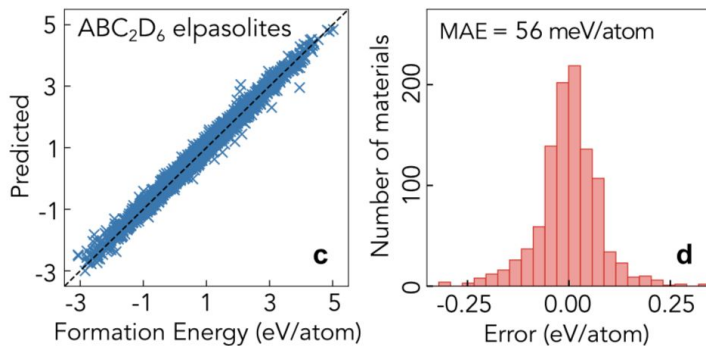 ABC₂D₆ elpasolites
5
3
1
-1
-3
Predicted
c
-3 -1 1 3 5
Formation Energy (eV/atom)
MAE = 56 meV/atom
200
100
0
Number of materials
d
-0.25 0.00 0.25
Error (eV/atom)